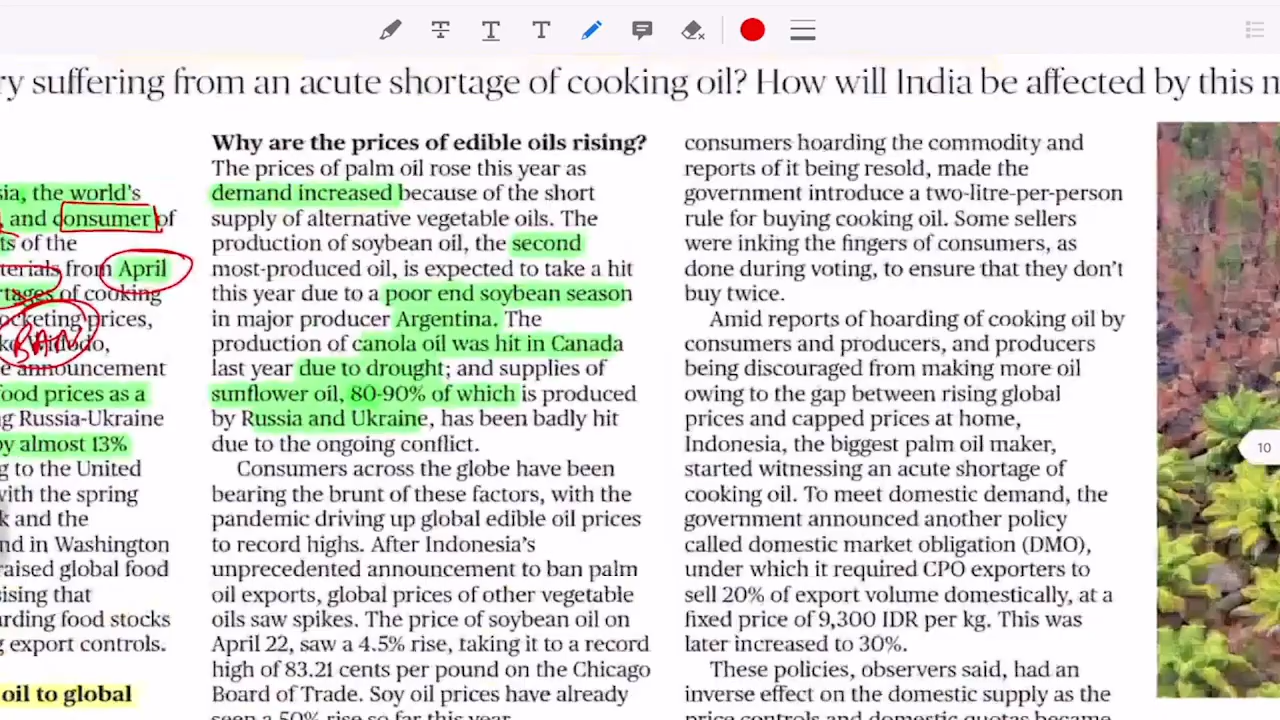 ry suffering from an acute shortage of cooking oil? How will India be affected by this
sia, the world's
and consumer of
ts of the
terials from April
rtages of cooking
ocketing prices,
BAN
e announcement
food prices as a
g Russia-Ukraine
by almost 13%
g to the United
with the spring
k and the
nd in Washington
raised global food
ising that
arding food stocks
g export controls.
oil to global
Why are the prices of edible oils rising?
The prices of palm oil rose this year as
demand increased because of the short
supply of alternative vegetable oils. The
production of soybean oil, the second
most-produced oil, is expected to take a hit
this year due to a poor end soybean season
in major producer Argentina. The
production of canola oil was hit in Canada
last year due to drought; and supplies of
sunflower oil, 80-90% of which is produced
by Russia and Ukraine, has been badly hit
due to the ongoing conflict.
Consumers across the globe have been
bearing the brunt of these factors, with the
pandemic driving up global edible oil prices
to record highs. After Indonesia's
unprecedented announcement to ban palm
oil exports, global prices of other vegetable
oils saw spikes. The price of soybean oil on
April 22, saw a 4.5% rise, taking it to a record
high of 83.21 cents per pound on the Chicago
Board of Trade. Soy oil prices have already
seen a 50% rise so far this year.
consumers hoarding the commodity and
reports of it being resold, made the
government introduce a two-litre-per-person
rule for buying cooking oil. Some sellers
were inking the fingers of consumers, as
done during voting, to ensure that they don't
buy twice.
Amid reports of hoarding of cooking oil by
consumers and producers, and producers
being discouraged from making more oil
owing to the gap between rising global
prices and capped prices at home,
Indonesia, the biggest palm oil maker,
started witnessing an acute shortage of
cooking oil. To meet domestic demand, the
government announced another policy
called domestic market obligation (DMO),
under which it required CPO exporters to
sell 20% of export volume domestically, at a
fixed price of 9,300 IDR per kg. This was
later increased to 30%.
These policies, observers said, had an
inverse effect on the domestic supply as the
price controls and domestic quotas became
10